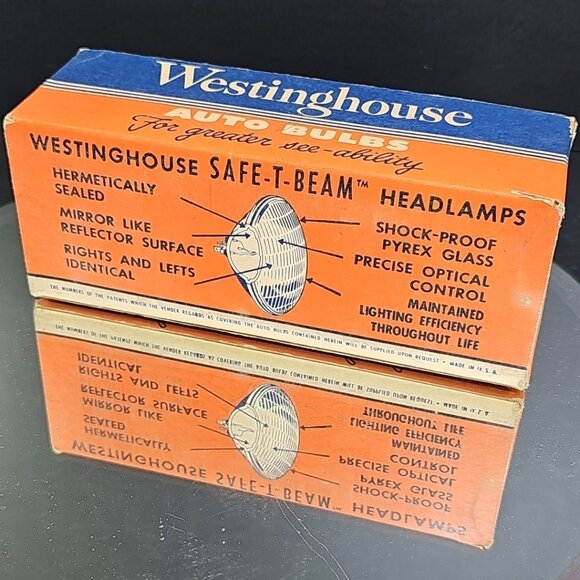 Westinghouse
AUTO BULBS
For greater see-ability
WESTINGHOUSE SAFE-T-BEAM™ HEADLAMPS
HERMETICALLY
SEALED
MIRROR LIKE
REFLECTOR SURFACE
RIGHTS AND LEFTS
IDENTICAL
SHOCK-PROOF
PYREX GLASS
PRECISE OPTICAL
CONTROL
MAINTAINED
LIGHTING EFFICIENCY
THROUGHOUT LIFE
THE NUMBERS OF THE PATENTS WHICH THE VENDER REGARDS AS COVERING THE AUTO BULBS CONTAINED HEREIN WILL BE SUPPLIED UPON REQUEST • MADE IN U.S.A.